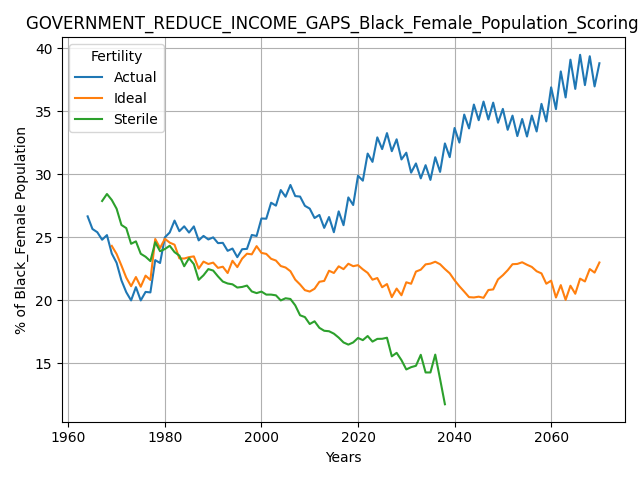 GOVERNMENT_REDUCE_INCOME_GAPS_Black_Female_Population_Scoring
40
35
30
25
20
15
% of Black_Female Population
Fertility
Actual
Ideal
Sterile
1960
1980
2000
2020
2040
2060
Years